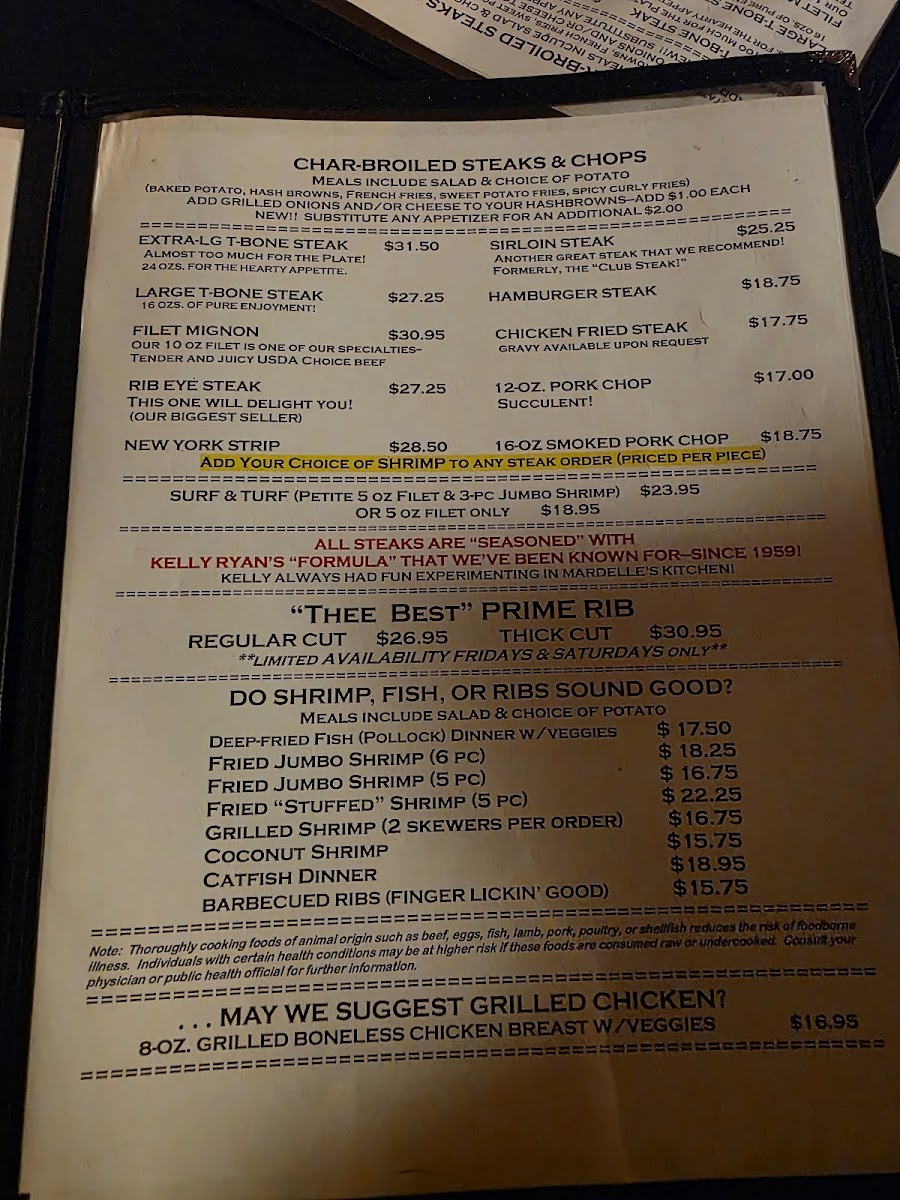 CHAR-BROILED STEAKS & CHOPS
MEALS INCLUDE SALAD & CHOICE OF POTATO
(BAKED POTATO, HASH BROWNS, FRENCH FRIES, SWEET POTATO FRIES, SPICY CURLY FRIES)
ADD GRILLED ONIONS AND/OR CHEESE TO YOUR HASHBROWNS–ADD $1.00 EACH
NEW!! SUBSTITUTE ANY APPETIZER FOR AN ADDITIONAL $2.00
EXTRA-LG T-BONE STEAK $31.50
ALMOST TOO MUCH FOR THE PLATE!
24 OZS. FOR THE HEARTY APPETITE.
LARGE T-BONE STEAK $27.25
16 OZS. OF PURE ENJOYMENT!
FILET MIGNON $30.95
OUR 10 OZ FILET IS ONE OF OUR SPECIALTIES–
TENDER AND JUICY USDA CHOICE BEEF
RIB EYE STEAK $27.25
THIS ONE WILL DELIGHT YOU!
(OUR BIGGEST SELLER)
NEW YORK STRIP $28.50
SIRLOIN STEAK $25.25
ANOTHER GREAT STEAK THAT WE RECOMMEND!
FORMERLY, THE "CLUB STEAK!"
HAMBURGER STEAK $18.75
CHICKEN FRIED STEAK $17.75
GRAVY AVAILABLE UPON REQUEST
12-OZ. PORK CHOP $17.00
SUCCULENT!
16-OZ SMOKED PORK CHOP $18.75
ADD YOUR CHOICE OF SHRIMP TO ANY STEAK ORDER (PRICED PER PIECE)
SURF & TURF (PETITE 5 OZ FILET & 3-PC JUMBO SHRIMP) $23.95
OR 5 OZ FILET ONLY $18.95
ALL STEAKS ARE "SEASONED" WITH
KELLY RYAN'S "FORMULA" THAT WE'VE BEEN KNOWN FOR–SINCE 1959!
KELLY ALWAYS HAD FUN EXPERIMENTING IN MARDELLE'S KITCHEN!
"THEE BEST" PRIME RIB
REGULAR CUT $26.95 THICK CUT $30.95
**LIMITED AVAILABILITY FRIDAYS & SATURDAYS ONLY**
DO SHRIMP, FISH, OR RIBS SOUND GOOD?
MEALS INCLUDE SALAD & CHOICE OF POTATO
DEEP-FRIED FISH (POLLOCK) DINNER W/VEGGIES $ 17.50
FRIED JUMBO SHRIMP (6 PC) $ 18.25
FRIED JUMBO SHRIMP (5 PC) $ 16.75
FRIED "STUFFED" SHRIMP (5 PC) $ 22.25
GRILLED SHRIMP (2 SKEWERS PER ORDER) $16.75
COCONUT SHRIMP $15.75
CATFISH DINNER $18.95
BARBECUED RIBS (FINGER LICKIN' GOOD) $15.75
Note: Thoroughly cooking foods of animal origin such as beef, eggs, fish, lamb, pork, poultry, or shellfish reduces the risk of foodborne
illness. Individuals with certain health conditions may be at higher risk if these foods are consumed raw or undercooked. Consult your
physician or public health official for further information.
. . . MAY WE SUGGEST GRILLED CHICKEN?
8-OZ. GRILLED BONELESS CHICKEN BREAST W/VEGGIES $16.95